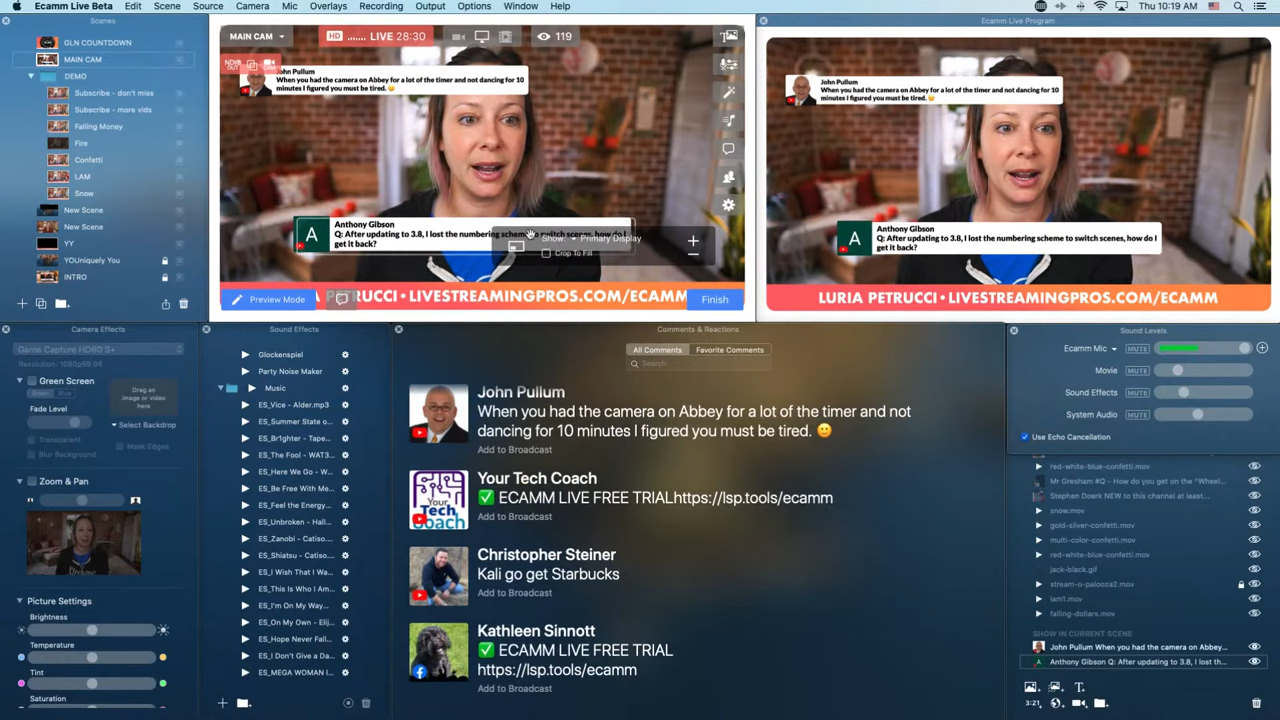 Ecamm Live Beta Edit Scene Source Camera Mic Overlays Recording Output Options Window Help
Thu 10:19 AM
Scenes
GLN COUNTDOWN
MAIN CAM
DEMO
Subscribe - don't miss
Subscribe - more vids
Falling Money
Fire
Confetti
LAM
Snow
New Scene
New Scene
YY
YOUniquely You
INTRO
MAIN CAM
HD ...... LIVE 28:30
119
John Pullum
When you had the camera on Abbey for a lot of the timer and not dancing for 10
minutes I figured you must be tired. 🙂
Anthony Gibson
Q: After updating to 3.8, I lost the numbering scheme to switch scenes, how do I
get it back?
A
Show: Primary Display
Crop To Fill
Preview Mode
PETRUCCI • LIVESTREAMINGPROS.COM/ECAMM
Finish
Ecamm Live Program
John Pullum
When you had the camera on Abbey for a lot of the timer and not dancing for 10
minutes I figured you must be tired. 🙂
A
Anthony Gibson
Q: After updating to 3.8, I lost the numbering scheme to switch scenes, how do I
get it back?
LURIA PETRUCCI • LIVESTREAMINGPROS.COM/ECAMM
Camera Effects
Game Capture HD60 S+
Resolution: 1080p59.94
Green Screen
Green Blue
Fade Level
Drag an
image or video
here
Select Backdrop
Transparent
Mask Edges
Blur Background
Zoom & Pan
Picture Settings
Brightness
Temperature
Tint
Saturation
Sound Effects
Glockenspiel
Party Noise Maker
Music
ES_Vice - Alder.mp3
ES_Summer State o...
ES_Br1ghter - Tape...
ES_The Fool - WAT3...
ES_Here We Go - W...
ES_Be Free With Me...
ES_Feel the Energy...
ES_Unbroken - Hall...
ES_Zanobi - Catiso...
ES_Shiatsu - Catiso...
ES_I Wish That I Wa...
ES_This Is Who I Am...
ES_I'm On My Way...
ES_On My Own - Elij...
ES_Hope Never Fall...
ES_I Don't Give a Da...
ES_MEGA WOMAN I...
Comments & Reactions
All Comments Favorite Comments
Search
John Pullum
When you had the camera on Abbey for a lot of the timer and not
dancing for 10 minutes I figured you must be tired. 🙂
Add to Broadcast
Your Tech Coach
✅ ECAMM LIVE FREE TRIALhttps://lsp.tools/ecamm
Add to Broadcast
YOUR
Tech
Coach
Christopher Steiner
Kali go get Starbucks
Add to Broadcast
Kathleen Sinnott
✅ ECAMM LIVE FREE TRIAL
https://lsp.tools/ecamm
Add to Broadcast
Sound Levels
Ecamm Mic MUTE
Movie MUTE
Sound Effects MUTE
System Audio MUTE
Use Echo Cancellation
red-white-blue-confetti.mov
Mr Gresham #Q - How do you get on the "Wheel...
Stephen Doerk NEW to this channel at least...
snow.mov
gold-silver-confetti.mov
multi-color-confetti.mov
red-white-blue-confetti.mov
jack-black.gif
stream-o-palooza2.mov
lam1.mov
falling-dollars.mov
SHOW IN CURRENT SCENE
John Pullum When you had the camera on Abbey...
A Anthony Gibson Q: After updating to 3.8, I lost th...
3:21